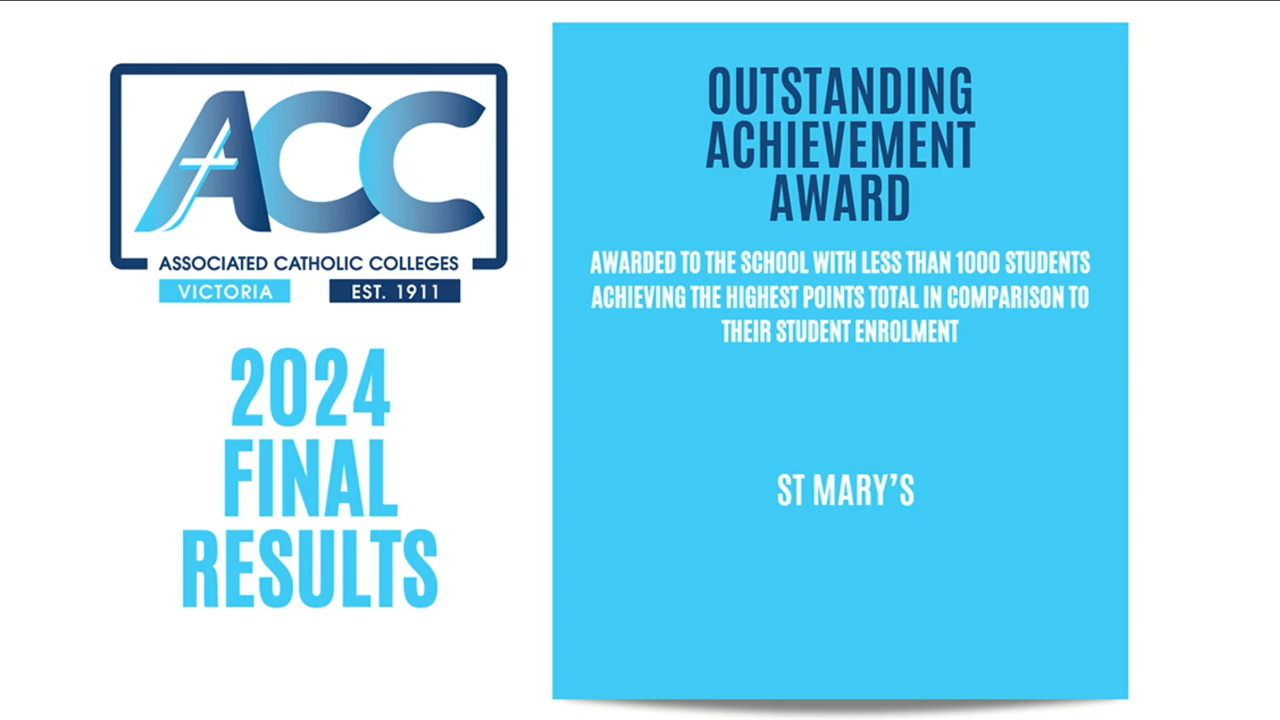 ACC
ASSOCIATED CATHOLIC COLLEGES
VICTORIA
EST. 1911
2024
FINAL
RESULTS
OUTSTANDING
ACHIEVEMENT
AWARD
AWARDED TO THE SCHOOL WITH LESS THAN 1000 STUDENTS
ACHIEVING THE HIGHEST POINTS TOTAL IN COMPARISON TO
THEIR STUDENT ENROLMENT
ST MARY’S